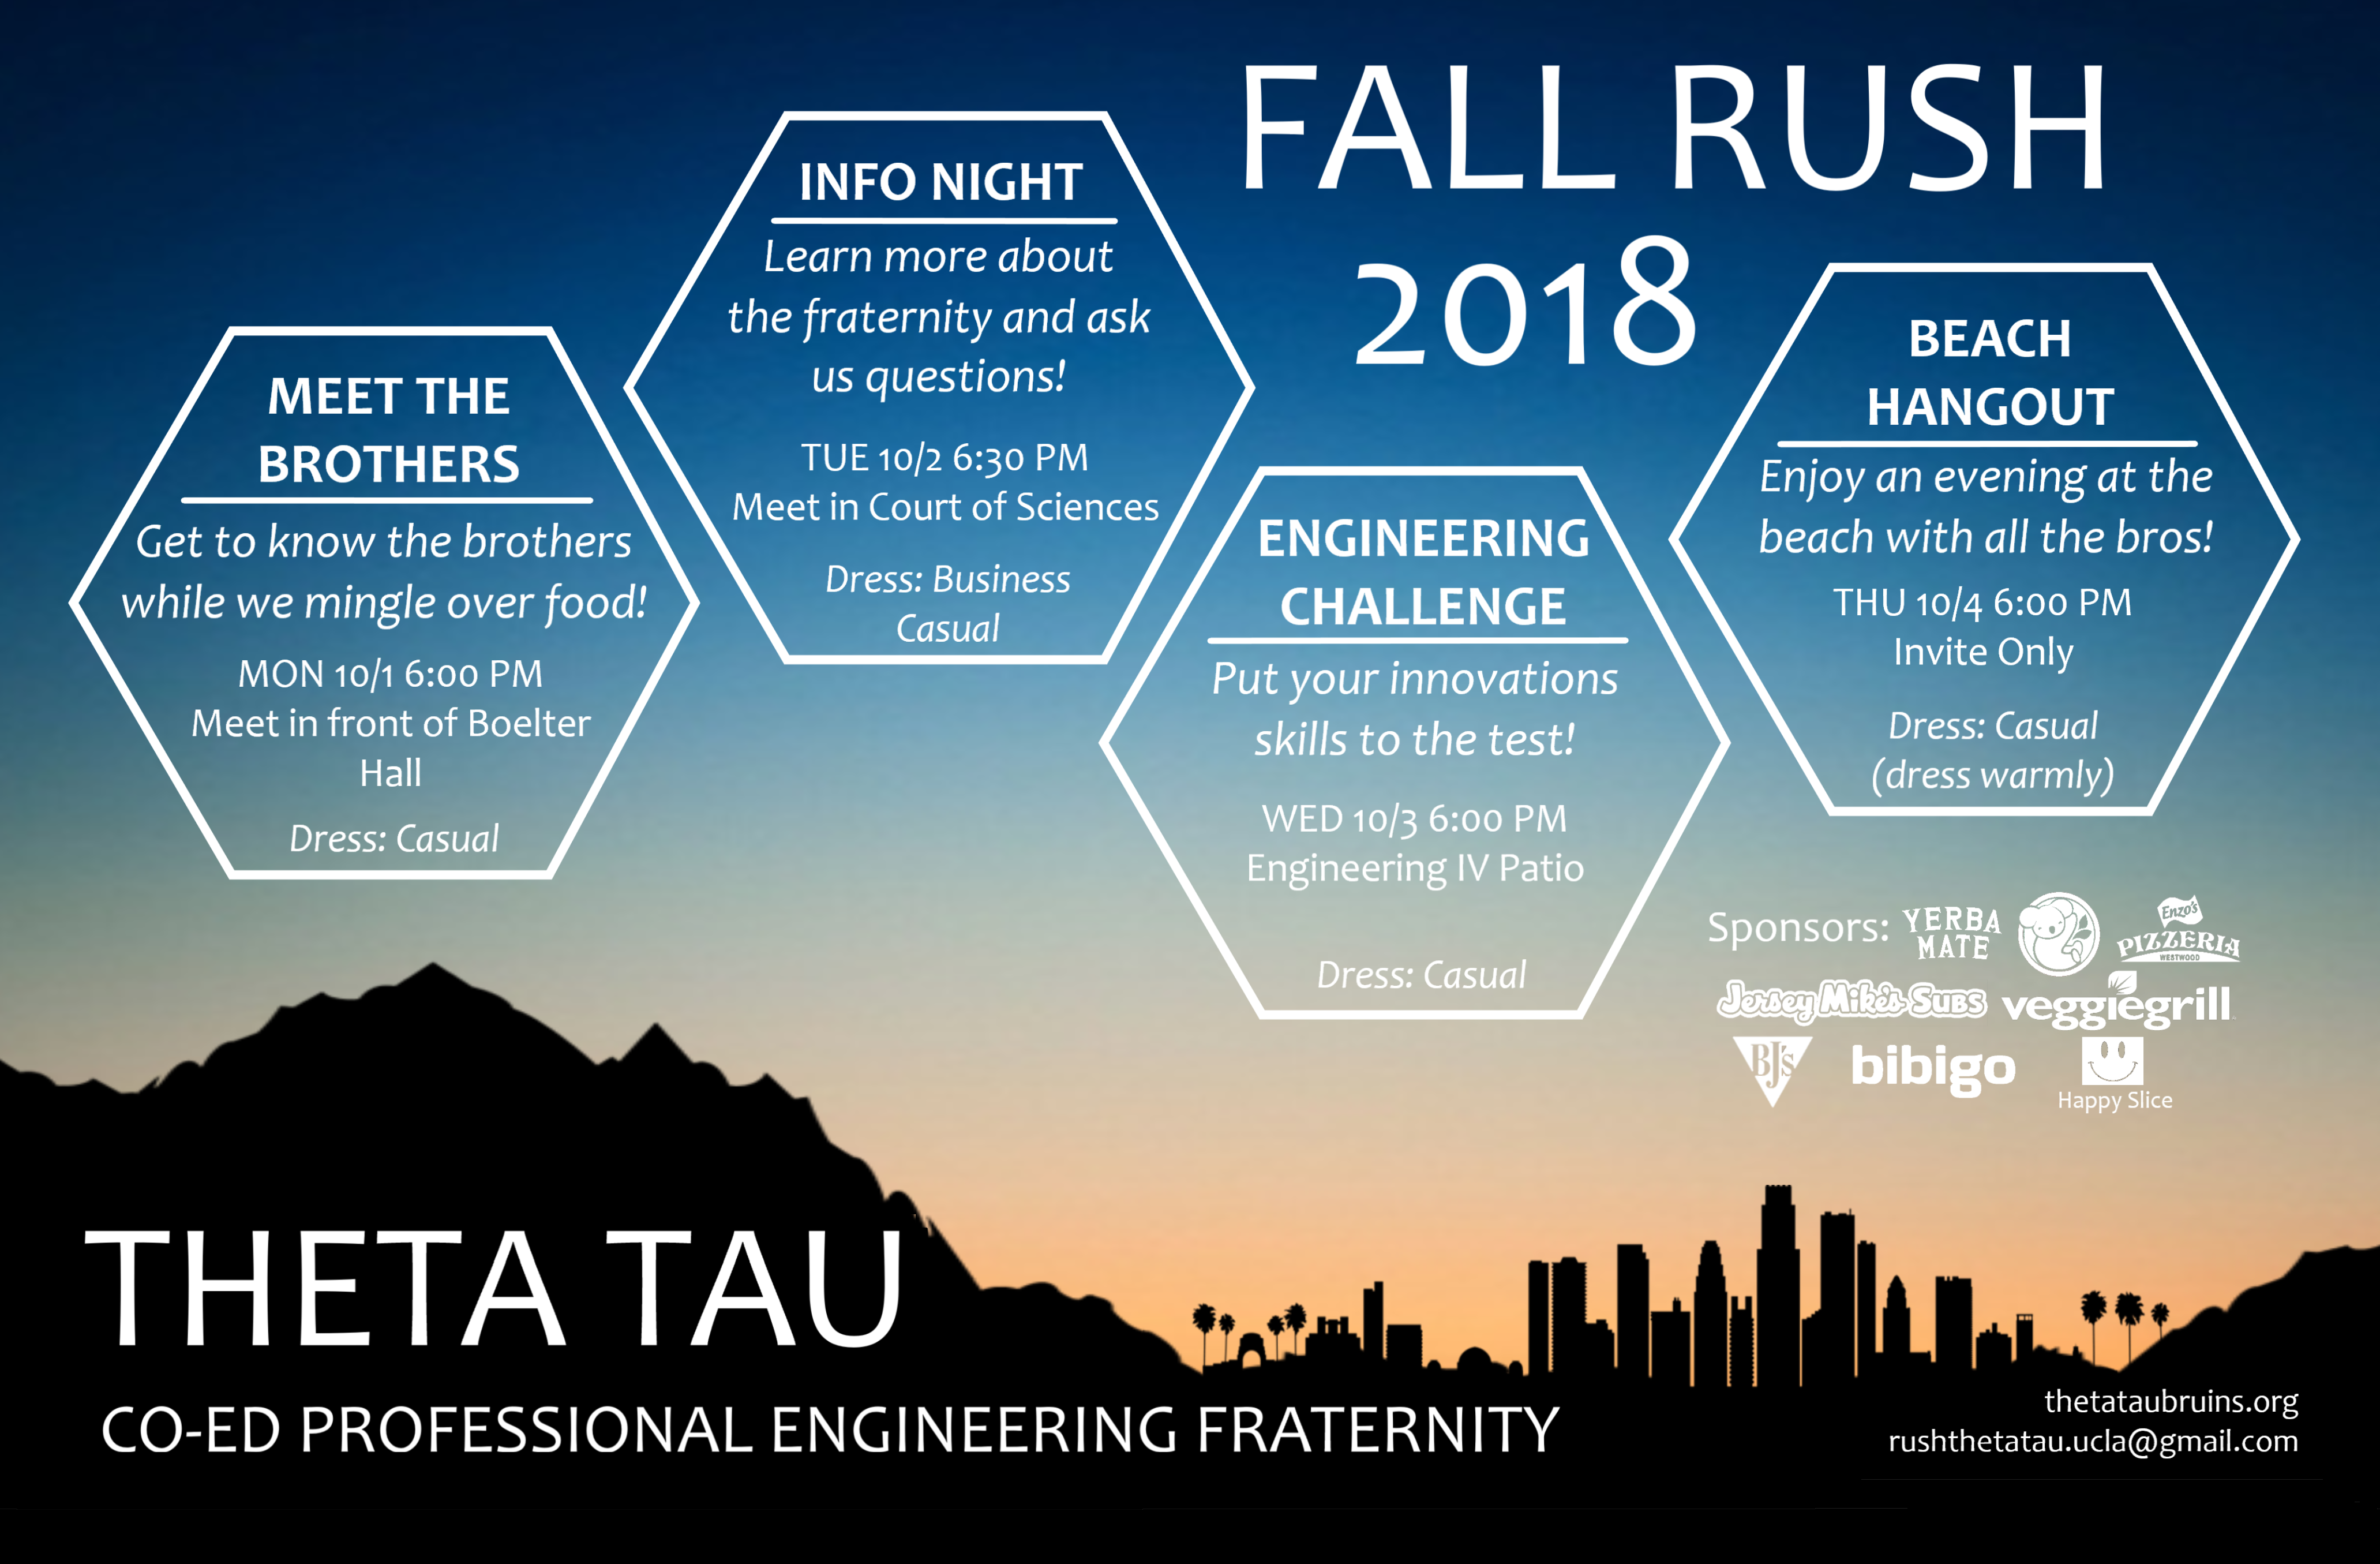 FALL RUSH
2018
MEET THE
BROTHERS
Get to know the brothers
while we mingle over food!
MON 10/1 6:00 PM
Meet in front of Boelter
Hall
Dress: Casual
INFO NIGHT
Learn more about
the fraternity and ask
us questions!
TUE 10/2 6:30 PM
Meet in Court of Sciences
Dress: Business
Casual
ENGINEERING
CHALLENGE
Put your innovations
skills to the test!
WED 10/3 6:00 PM
Engineering IV Patio
Dress: Casual
BEACH
HANGOUT
Enjoy an evening at the
beach with all the bros!
THU 10/4 6:00 PM
Invite Only
Dress: Casual
(dress warmly)
Sponsors:
YERBA
MATE
Enzo's
PIZZERIA
WESTWOOD
Jersey Mike's Subs
veggiegrill
BJ's
bibigo
Happy Slice
THETA TAU
CO-ED PROFESSIONAL ENGINEERING FRATERNITY
thetataubruins.org
rushthetatau.ucla@gmail.com